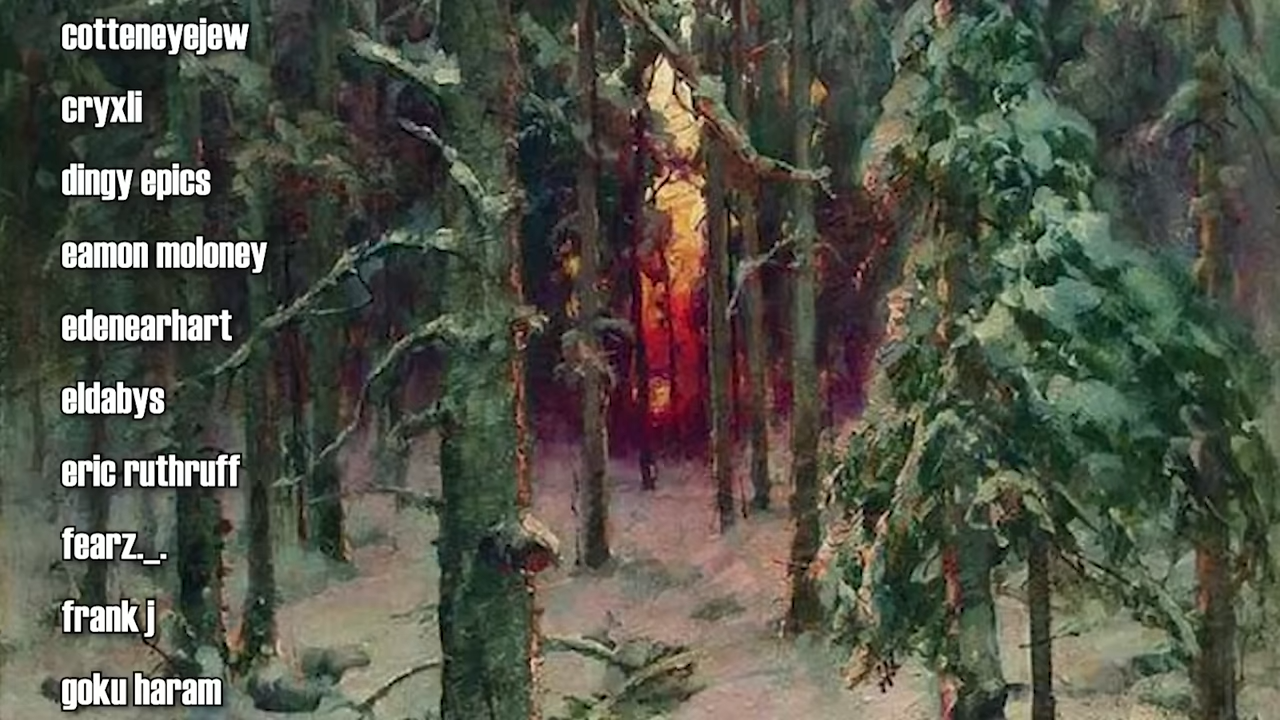 cotteneyejew
cryxli
dingy epics
eamon moloney
edenearhart
eldabys
eric ruthruff
fearz._.
frank j
goku haram